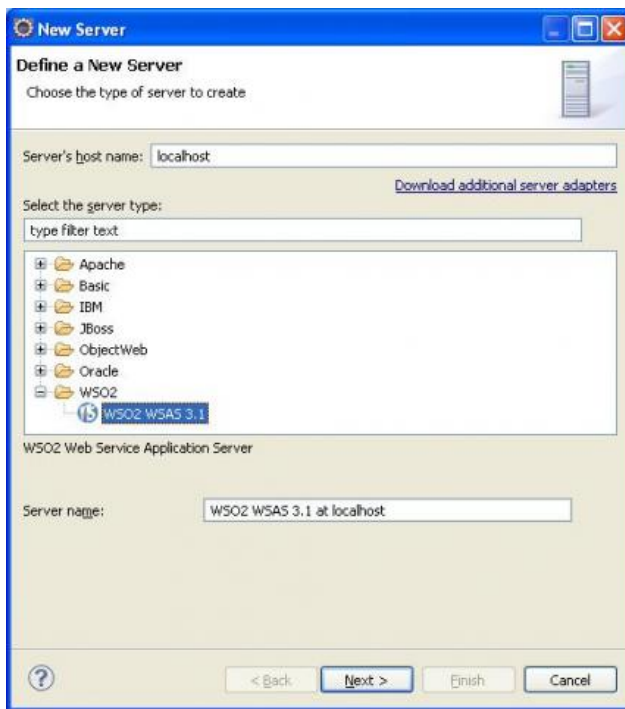 New Server
Define a New Server
Choose the type of server to create
Server's host name: localhost
Download additional server adapters
Select the server type:
type filter text
Apache
Basic
IBM
JBoss
ObjectWeb
Oracle
WSO2
WSO2 WSAS 3.1
WSO2 Web Service Application Server
Server name: WSO2 WSAS 3.1 at localhost
? < Back Next > Finish Cancel